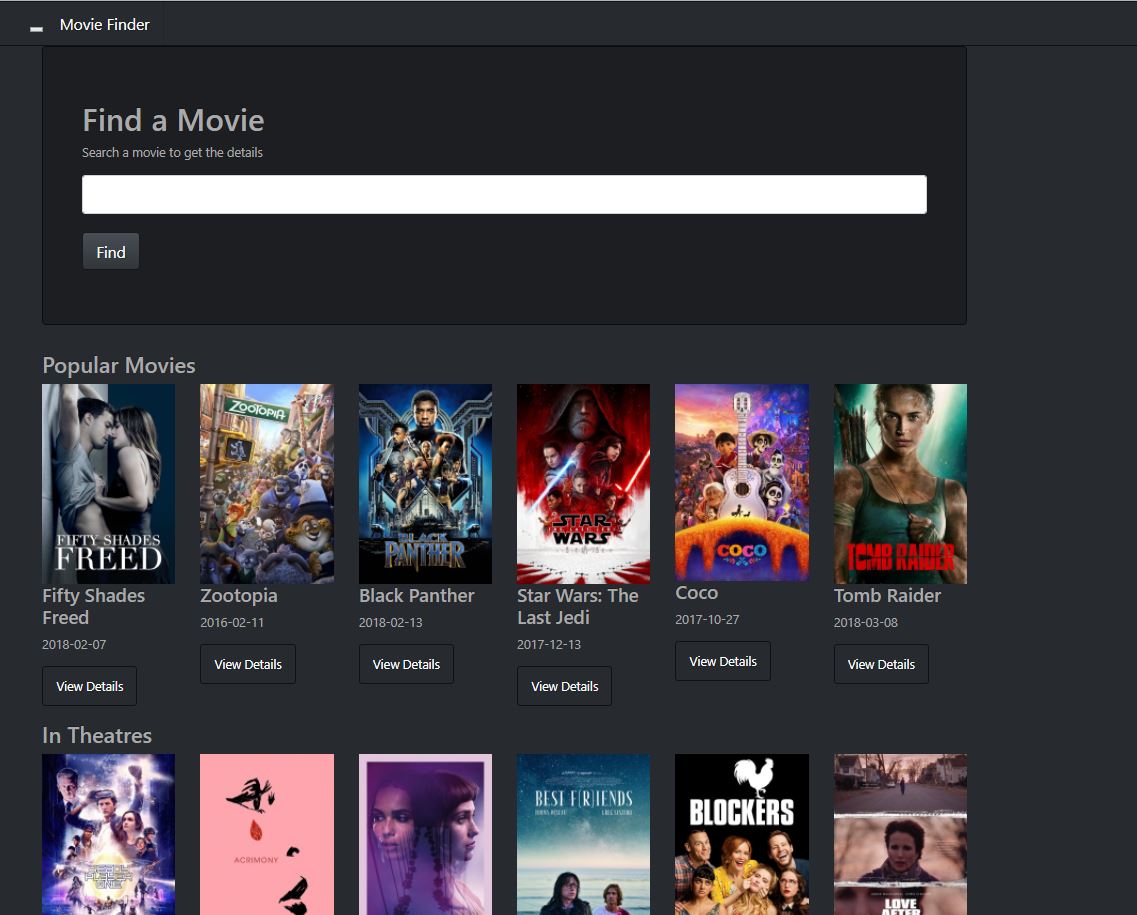 Movie Finder
Find a Movie
Search a movie to get the details
Find
Popular Movies
FIFTY SHADES
FREED
ZOOTOPIA
BLACK
PANTHER
STAR
WARS
COCO
TOMB RAIDER
Fifty Shades
Freed
2018-02-07
View Details
Zootopia
2016-02-11
View Details
Black Panther
2018-02-13
View Details
Star Wars: The
Last Jedi
2017-12-13
View Details
Coco
2017-10-27
View Details
Tomb Raider
2018-03-08
View Details
In Theatres
READY
PLAYER
ONE
ACRIMONY
BEST F(R)IENDS
BLOCKERS
LOVE
AFTER